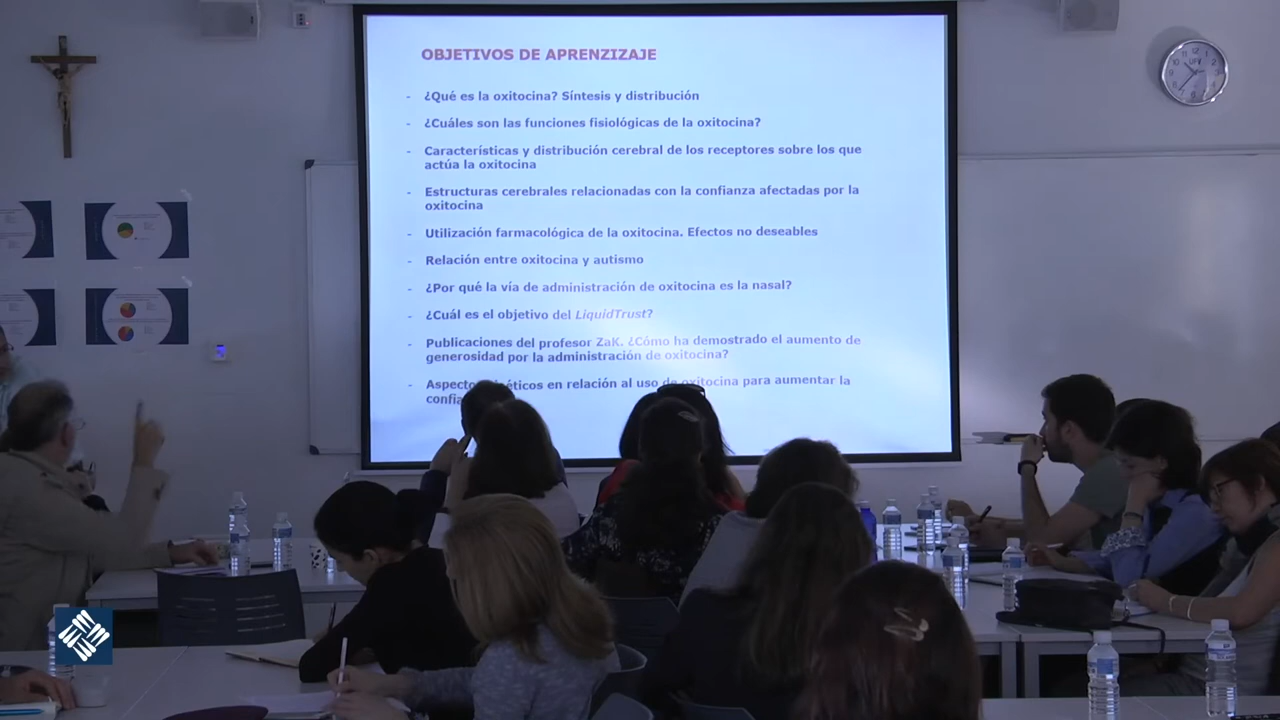 OBJETIVOS DE APRENZIZAJE
- ¿Qué es la oxitocina? Síntesis y distribución
- ¿Cuáles son las funciones fisiológicas de la oxitocina?
- Características y distribución cerebral de los receptores sobre los que
actúa la oxitocina
- Estructuras cerebrales relacionadas con la confianza afectadas por la
oxitocina
- Utilización farmacológica de la oxitocina. Efectos no deseables
- Relación entre oxitocina y autismo
- ¿Por qué la vía de administración de oxitocina es la nasal?
- ¿Cuál es el objetivo del LiquidTrust?
- Publicaciones del profesor ZaK. ¿Cómo ha demostrado el aumento de
generosidad por la administración de oxitocina?
- Aspectos éticos en relación al uso de oxitocina para aumentar la